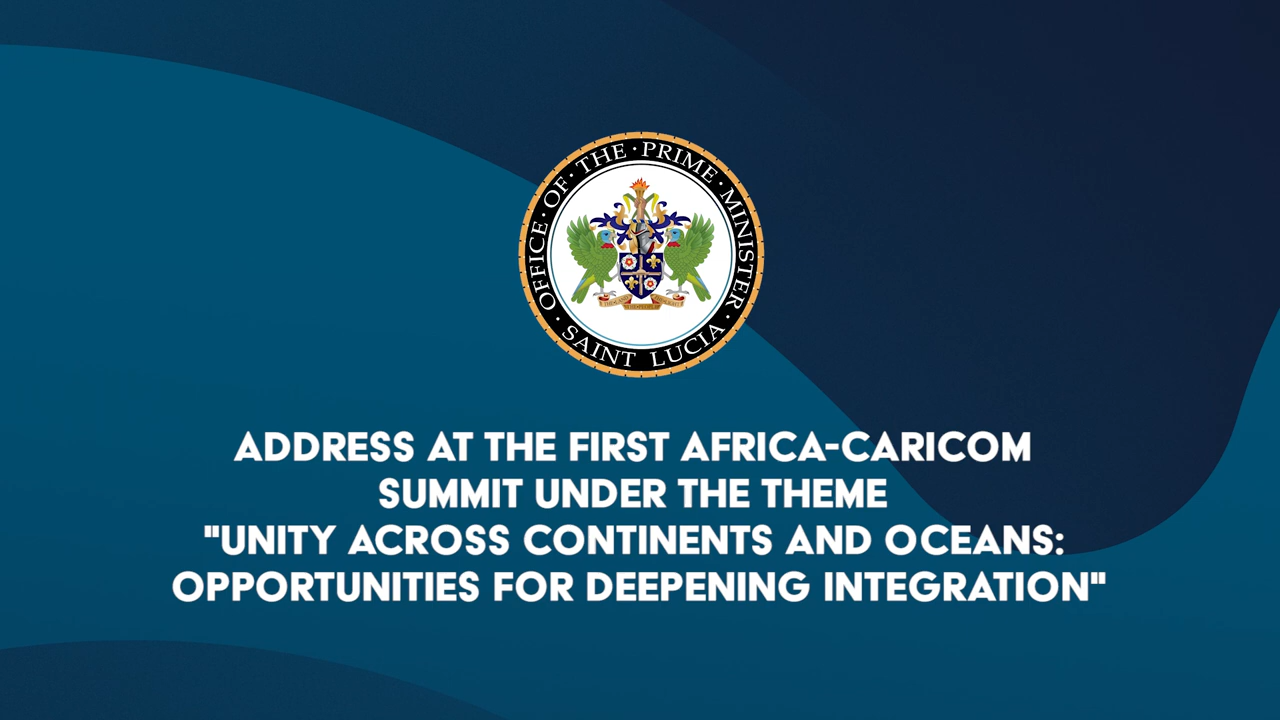 OFFICE · OF · THE · PRIME · MINISTER ·
· SAINT LUCIA ·
ADDRESS AT THE FIRST AFRICA-CARICOM
SUMMIT UNDER THE THEME
"UNITY ACROSS CONTINENTS AND OCEANS:
OPPORTUNITIES FOR DEEPENING INTEGRATION"